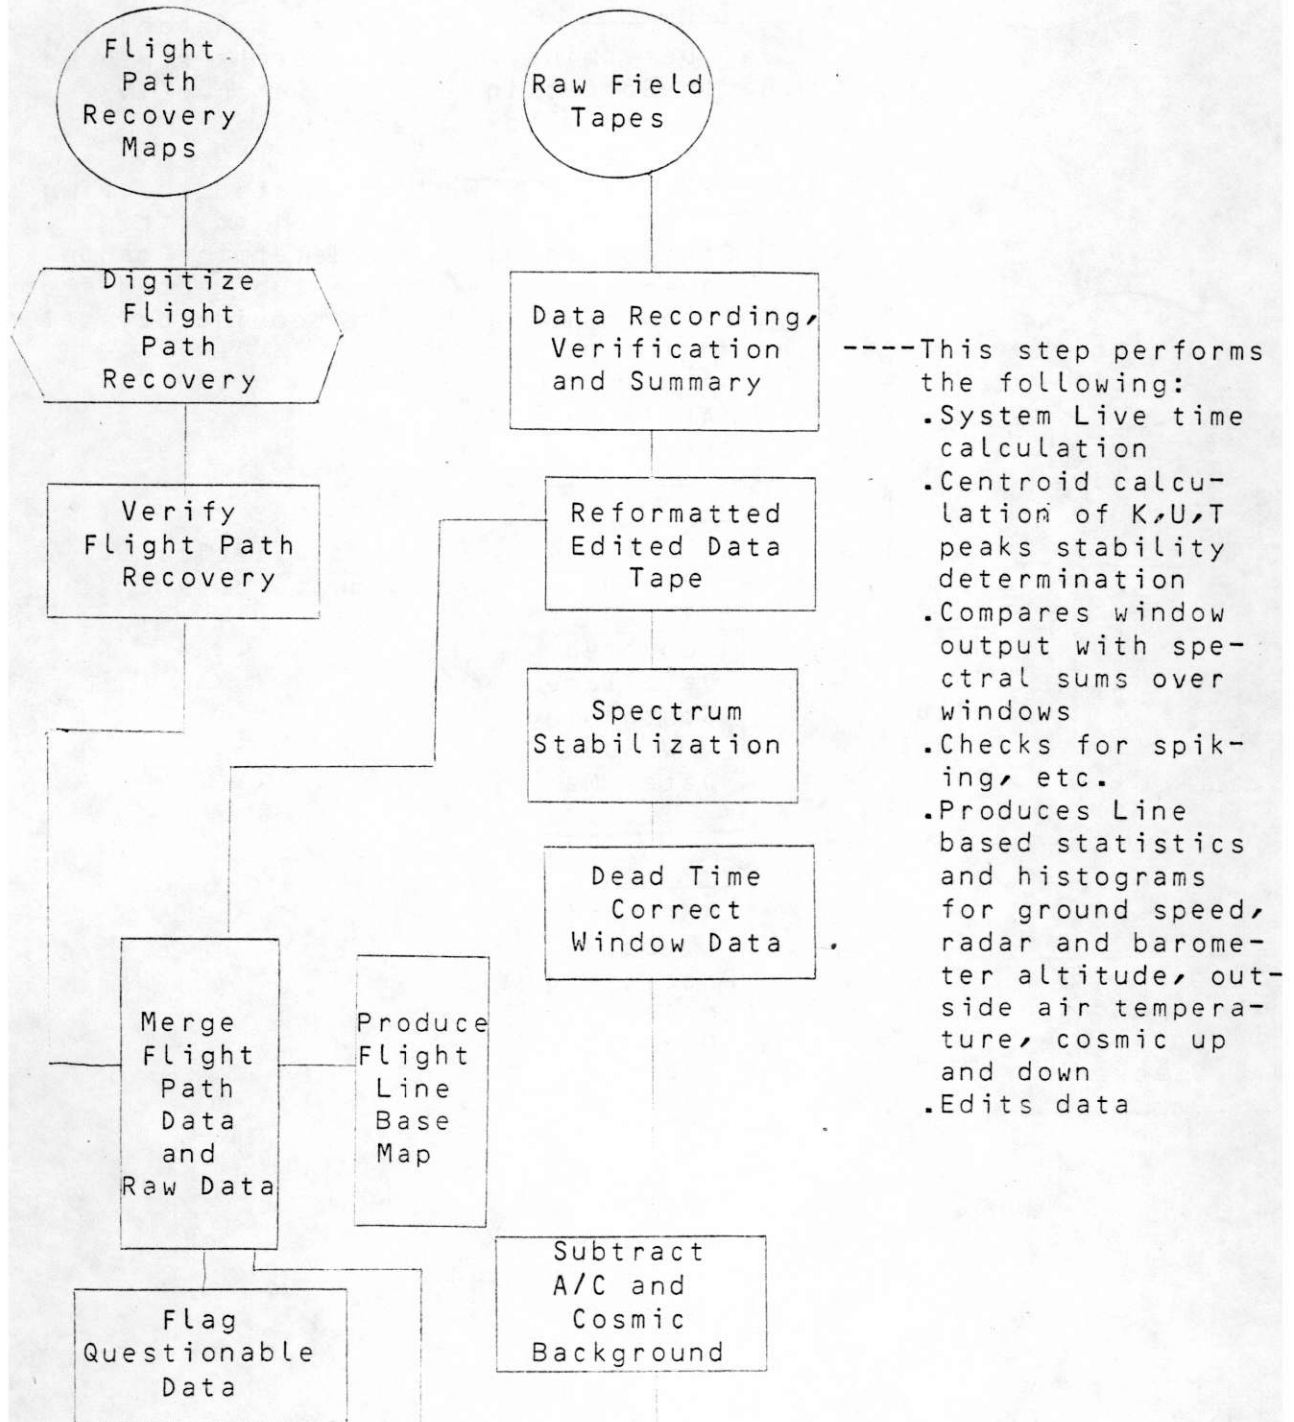 Flight
Path
Recovery
Maps
Raw Field
Tapes
Digitize
Flight
Path
Recovery
Data Recording,
Verification
and Summary
----This step performs
the following:
.System Live time
calculation
.Centroid calcu-
lation of K,U,T
peaks stability
determination
.Compares window
output with spe-
ctral sums over
windows
.Checks for spik-
ing, etc.
.Produces Line
based statistics
and histograms
for ground speed,
radar and barome-
ter altitude, out-
side air tempera-
ture, cosmic up
and down
.Edits data
Verify
Flight Path
Recovery
Reformatted
Edited Data
Tape
Spectrum
Stabilization
Dead Time
Correct
Window Data
Merge
Flight
Path
Data
and
Raw Data
Produce
Flight
Line
Base
Map
Subtract
A/C and
Cosmic
Background
Flag
Questionable
Data